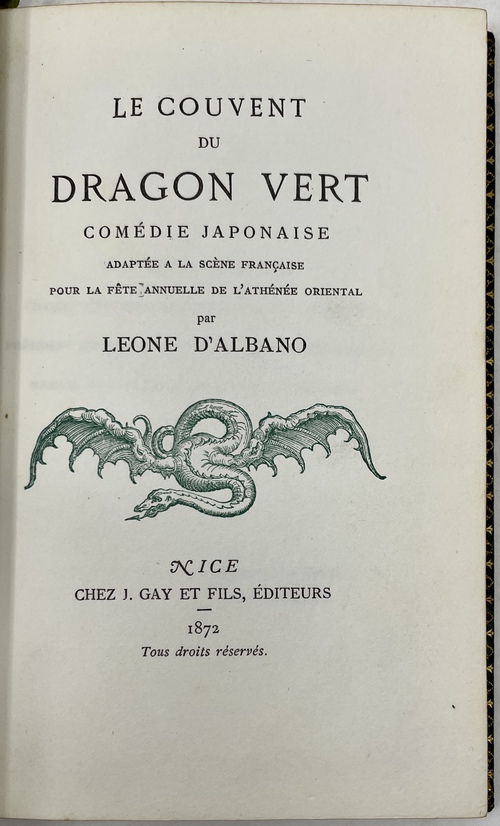 LE COUVENT
DU
DRAGON VERT
COMÉDIE JAPONAISE
ADAPTÉE A LA SCÈNE FRANÇAISE
POUR LA FÊTE ANNUELLE DE L'ATHÉNÉE ORIENTAL
par
LEONE D'ALBANO
NICE
CHEZ J. GAY ET FILS, ÉDITEURS
1872
Tous droits réservés.